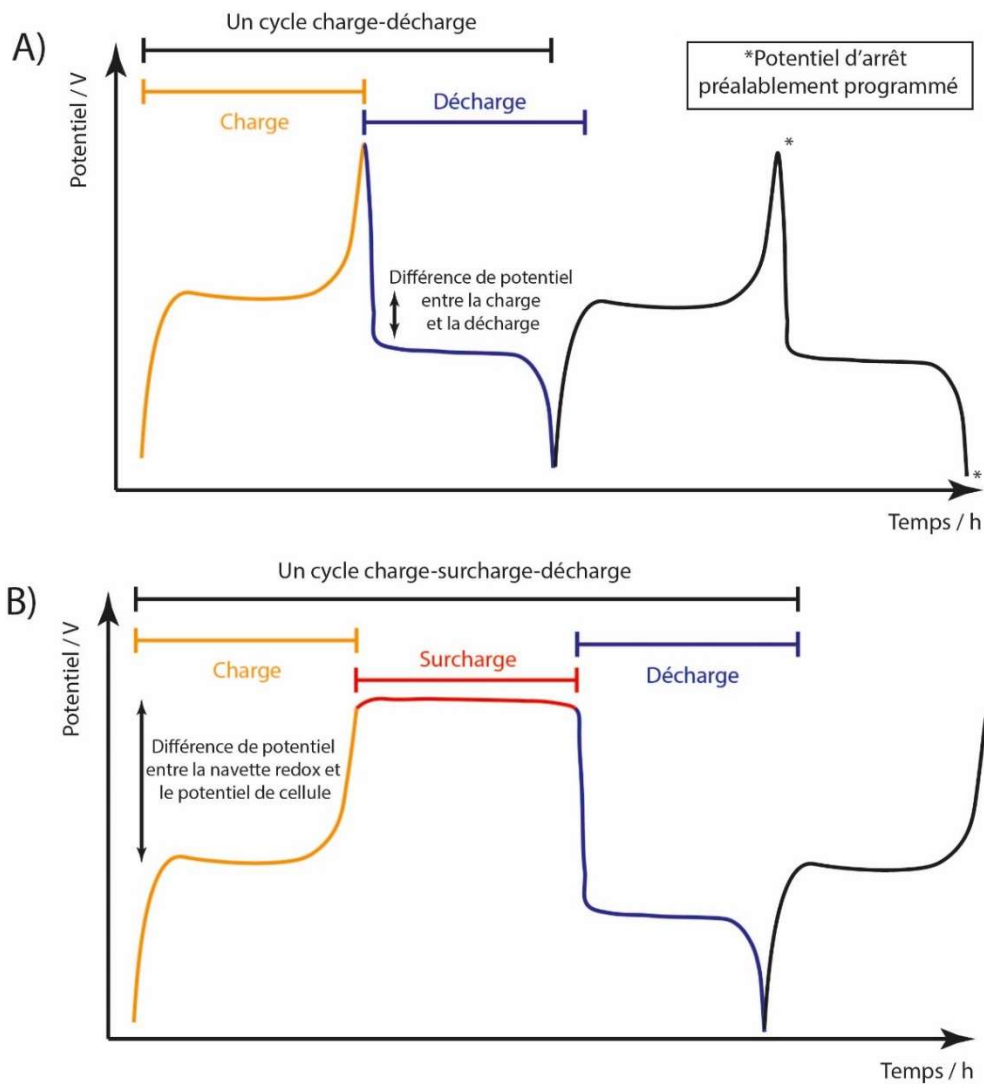 A)
Un cycle charge-décharge
*Potentiel d'arrêt
préalablement programmé
Charge
Décharge
Potentiel / V
*
Différence de potentiel
entre la charge
et la décharge
*
Temps / h
B)
Un cycle charge-surcharge-décharge
Charge
Surcharge
Décharge
Potentiel / V
Différence de potentiel
entre la navette redox et
le potentiel de cellule
Temps / h